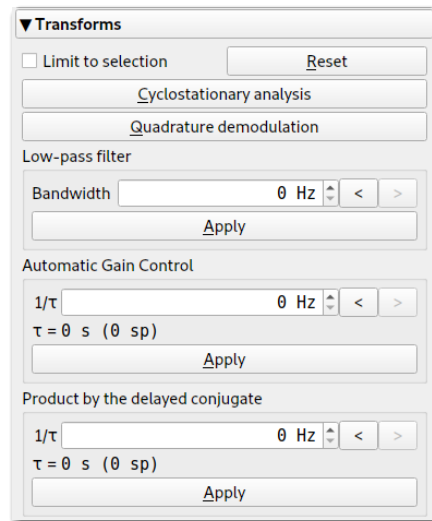 ▼Transforms
Limit to selection Reset
Cyclostationary analysis
Quadrature demodulation
Low-pass filter
Bandwidth 0 Hz < >
Apply
Automatic Gain Control
1/τ 0 Hz < >
τ = 0 s (0 sp)
Apply
Product by the delayed conjugate
1/τ 0 Hz < >
τ = 0 s (0 sp)
Apply